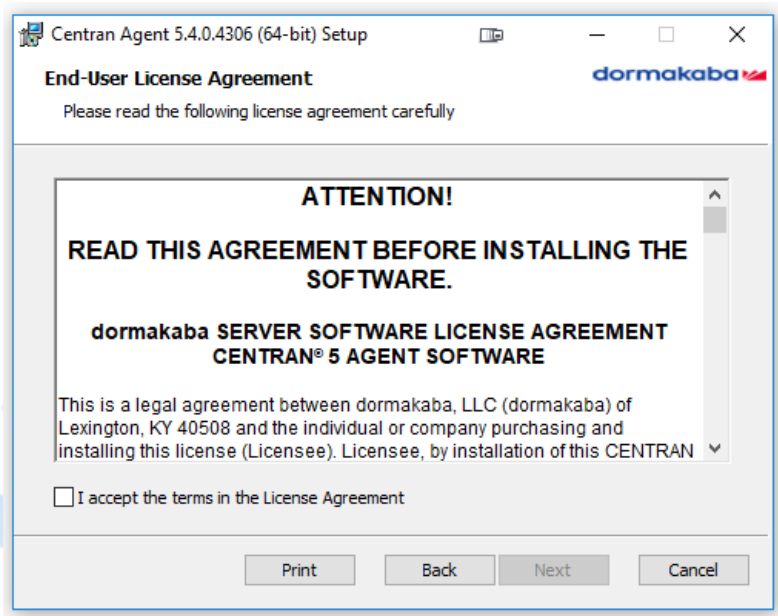 Centran Agent 5.4.0.4306 (64-bit) Setup
End-User License Agreement
dormakaba
Please read the following license agreement carefully
ATTENTION!
READ THIS AGREEMENT BEFORE INSTALLING THE
SOFTWARE.
dormakaba SERVER SOFTWARE LICENSE AGREEMENT
CENTRAN® 5 AGENT SOFTWARE
This is a legal agreement between dormakaba, LLC (dormakaba) of
Lexington, KY 40508 and the individual or company purchasing and
installing this license (Licensee). Licensee, by installation of this CENTRAN
I accept the terms in the License Agreement
Print Back Next Cancel